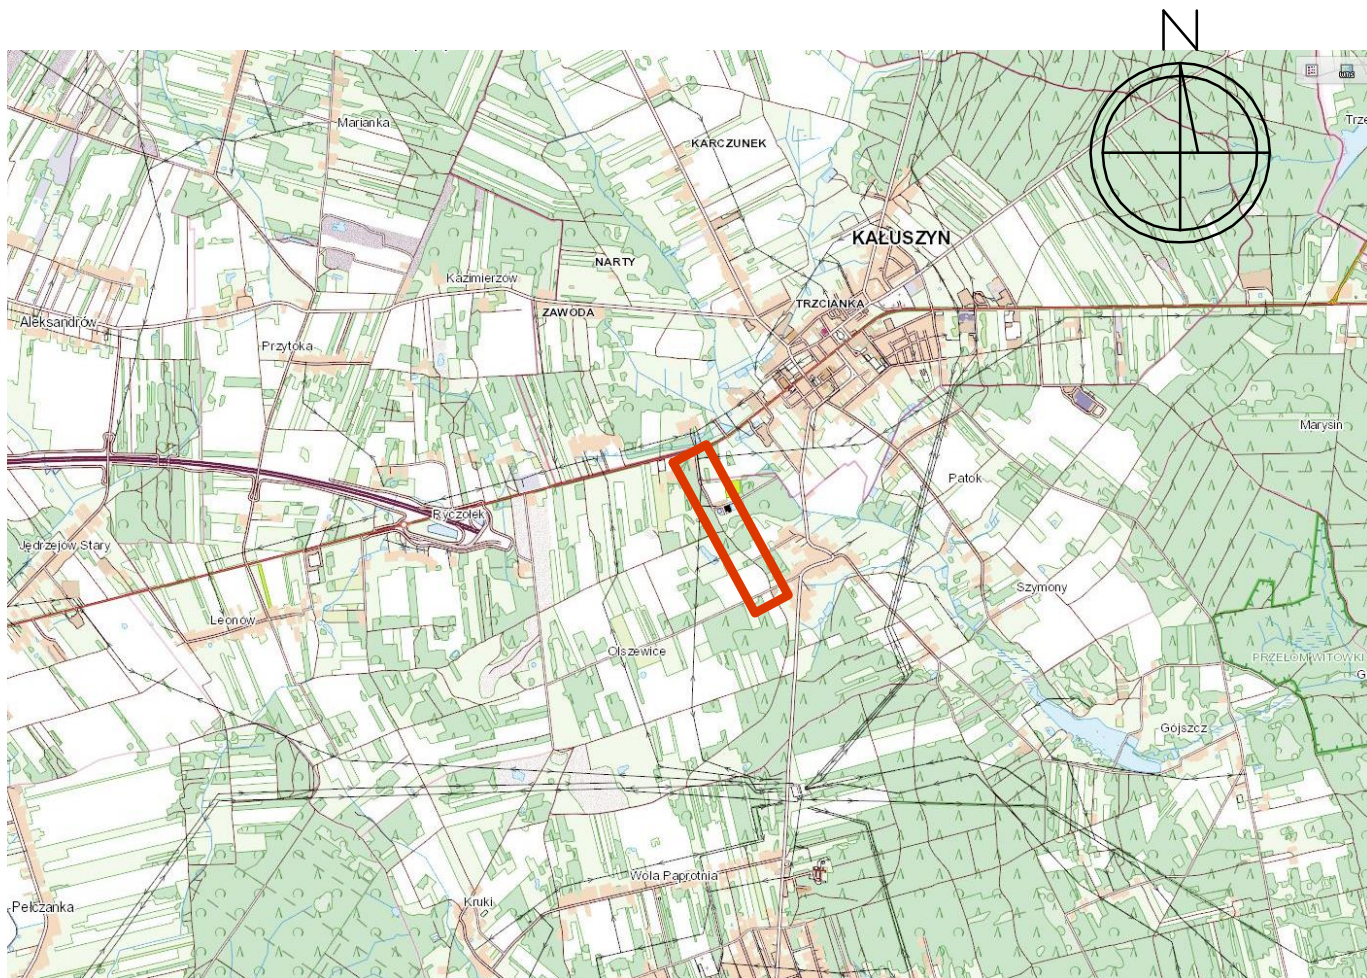 N
WMS
Marianka
KARCZUNEK
KAŁUSZYN
NARTY
Kazimierzów
TRZCIANKA
ZAWODA
Aleksandrów
Przytoka
Marysin
Patok
Ryczołek
Jędrzejów Stary
Szymony
Leonów
Olszewice
PRZEŁOM WITÓWKI
G
Gójszcz
Wola Paprotnia
Kruki
Pełczanka